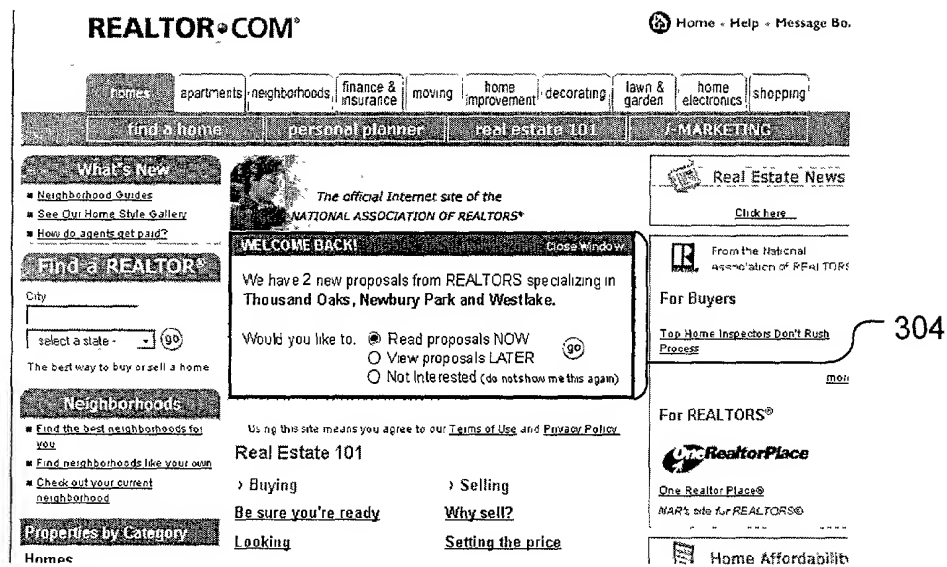 REALTOR.COM®
Home • Help • Message Bo.
homes
apartments
neighborhoods
finance & insurance
moving
home improvement
decorating
lawn & garden
home electronics
shopping
find a home
personal planner
real estate 101
i-MARKETING
What's New
Neighborhood Guides
See Our Home Style Gallery
How do agents get paid?
Find a REALTOR®
City
select a state -
go
The best way to buy or sell a home
Neighborhoods
Find the best neighborhoods for
you
Find neighborhoods like your own
Check out your current
neighborhood
Properties by Category
Homes
The official Internet site of the
NATIONAL ASSOCIATION OF REALTORS®
WELCOME BACK!
Close Window
We have 2 new proposals from REALTORS specializing in
Thousand Oaks, Newbury Park and Westlake.
Would you like to.
Read proposals NOW
View proposals LATER
Not Interested (do not show me this again)
go
Using this site means you agree to our Terms of Use and Privacy Policy
Real Estate 101
› Buying
› Selling
Be sure you're ready
Why sell?
Looking
Setting the price
Real Estate News
Click here
From the National
Association of REALTORS
For Buyers
Top Home Inspectors Don't Rush
Process
more
For REALTORS®
OneRealtorPlace
One Realtor Place®
NAR's site for REALTORS®
Home Affordability
304